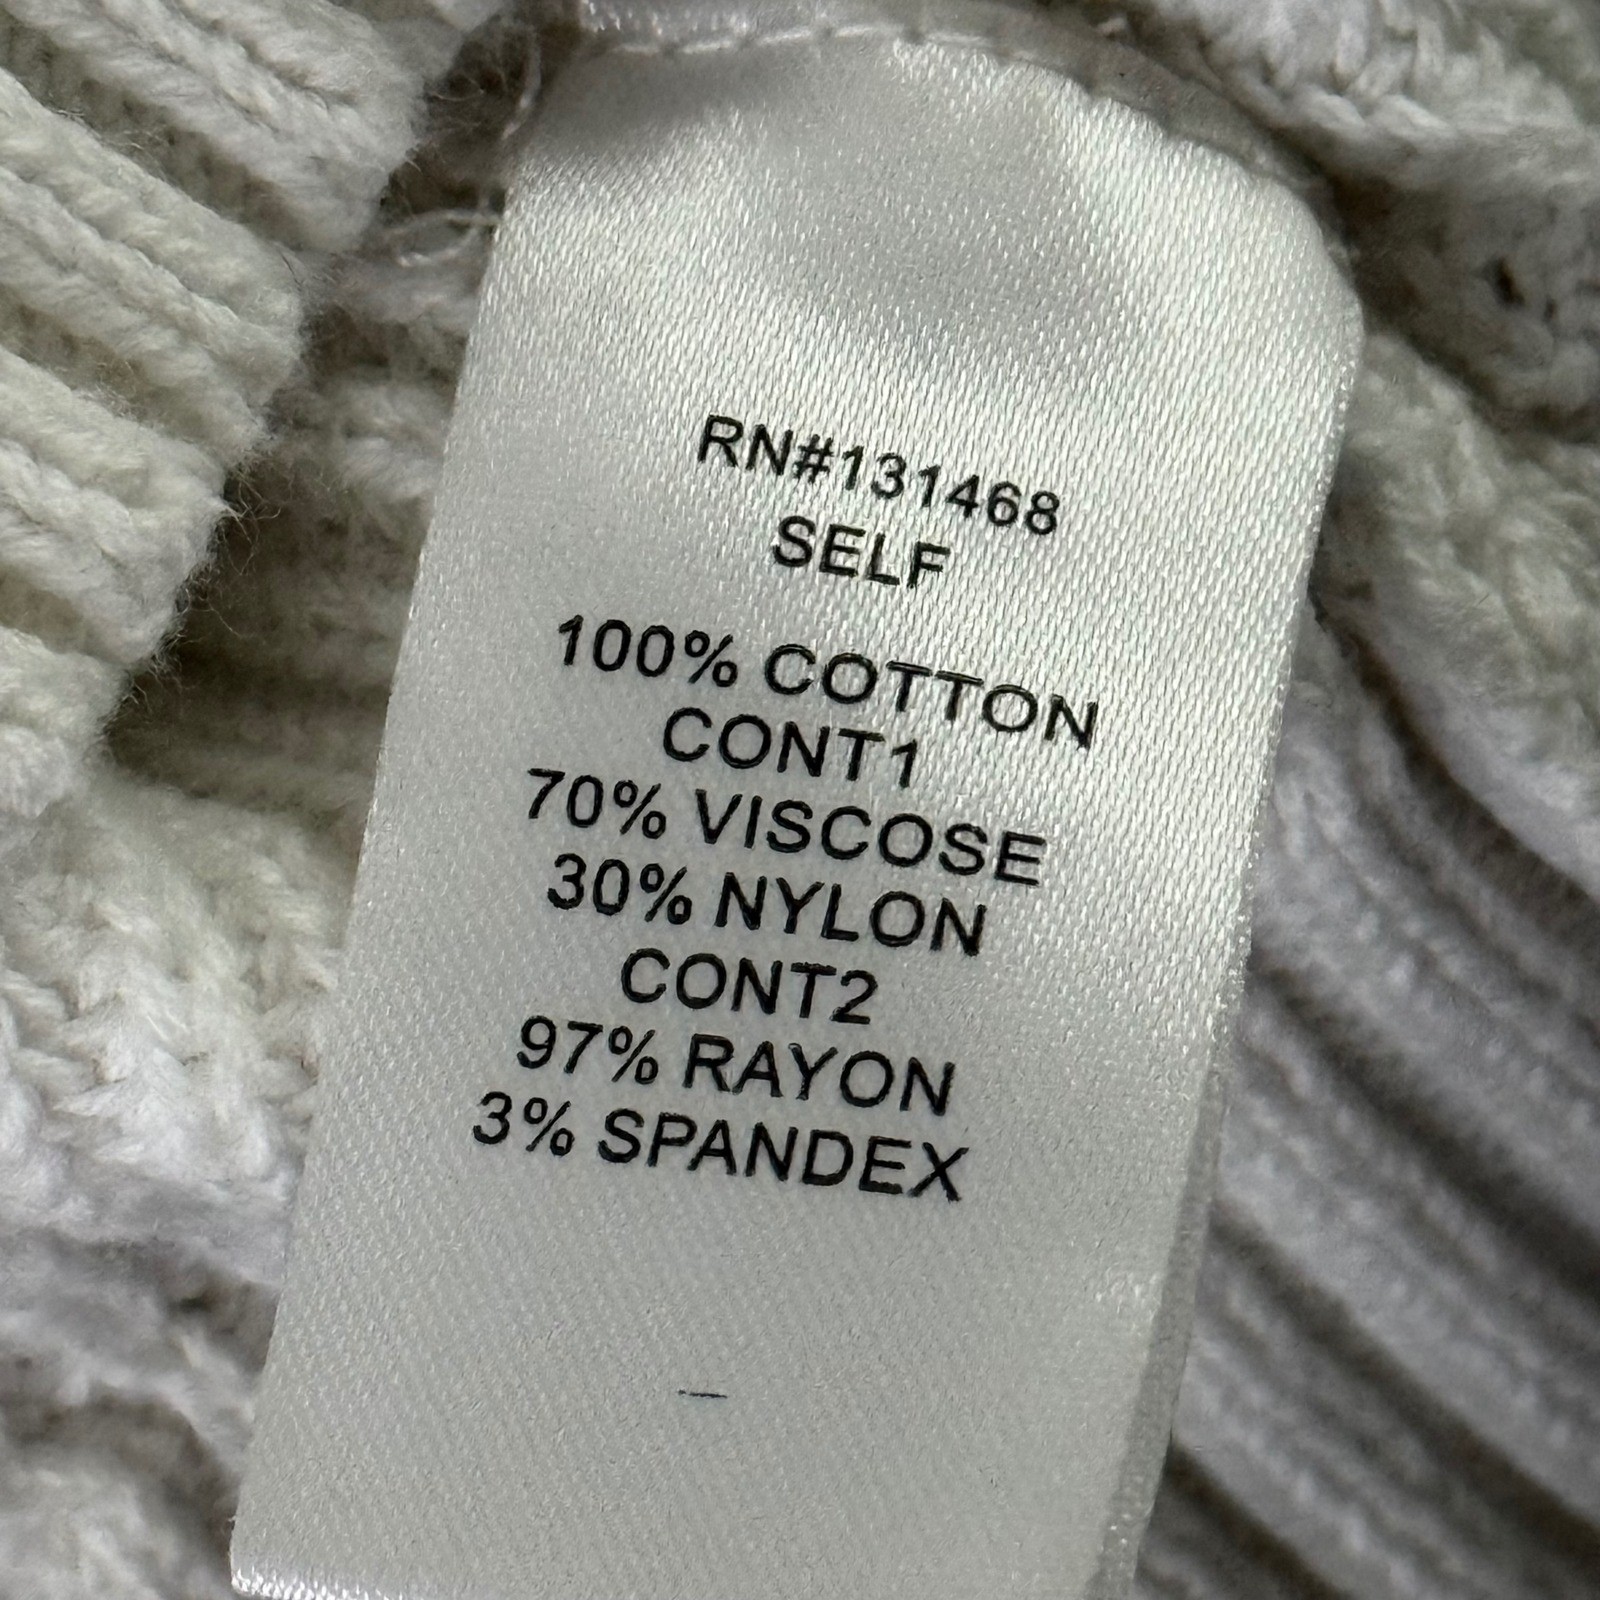 RN#131468
SELF
100% COTTON
CONT1
70% VISCOSE
30% NYLON
CONT2
97% RAYON
3% SPANDEX